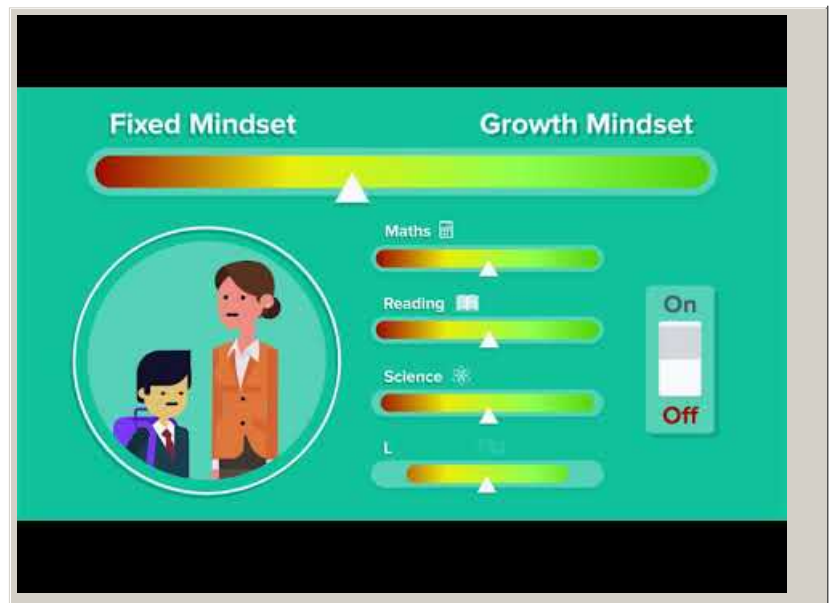 Fixed Mindset Growth Mindset
Maths
Reading
Science
L
On
Off